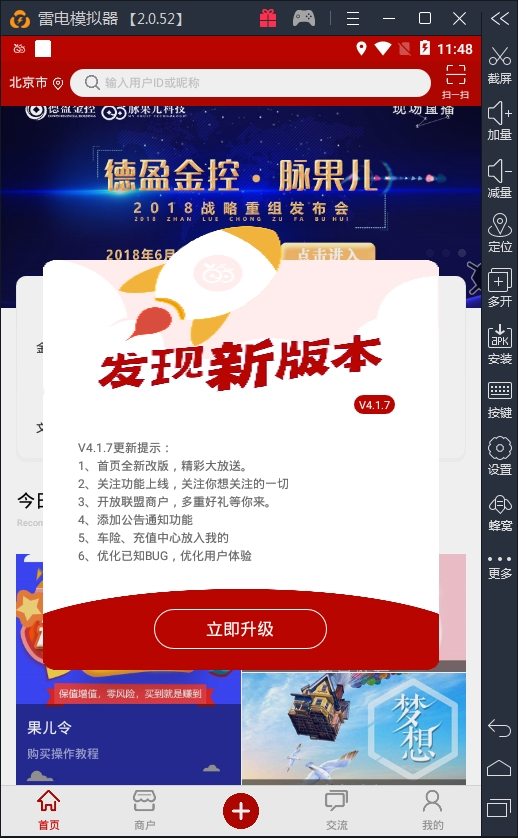 雷电模拟器 【2.0.52】
11:48
北京市
输入用户ID或昵称
扫一扫
德盈金控
脉果儿科技
现场直播
德盈金控·脉果儿
2018战略重组发布会
2018 ZHAN LUE CHONG ZU FA BU HUI
2018年6月
点击进入
发现新版本
V4.1.7
V4.1.7更新提示：
1、首页全新改版，精彩大放送。
2、关注功能上线，关注你想关注的一切
3、开放联盟商户，多重好礼等你来。
4、添加公告通知功能
5、车险、充值中心放入我的
6、优化已知BUG，优化用户体验
立即升级
今日
Recom
保值增值，零风险，买到就是赚到
果儿令
购买操作教程
梦想
首页
商户
交流
我的
截屏
加量
减量
定位
多开
APK
安装
按键
设置
蜂窝
更多